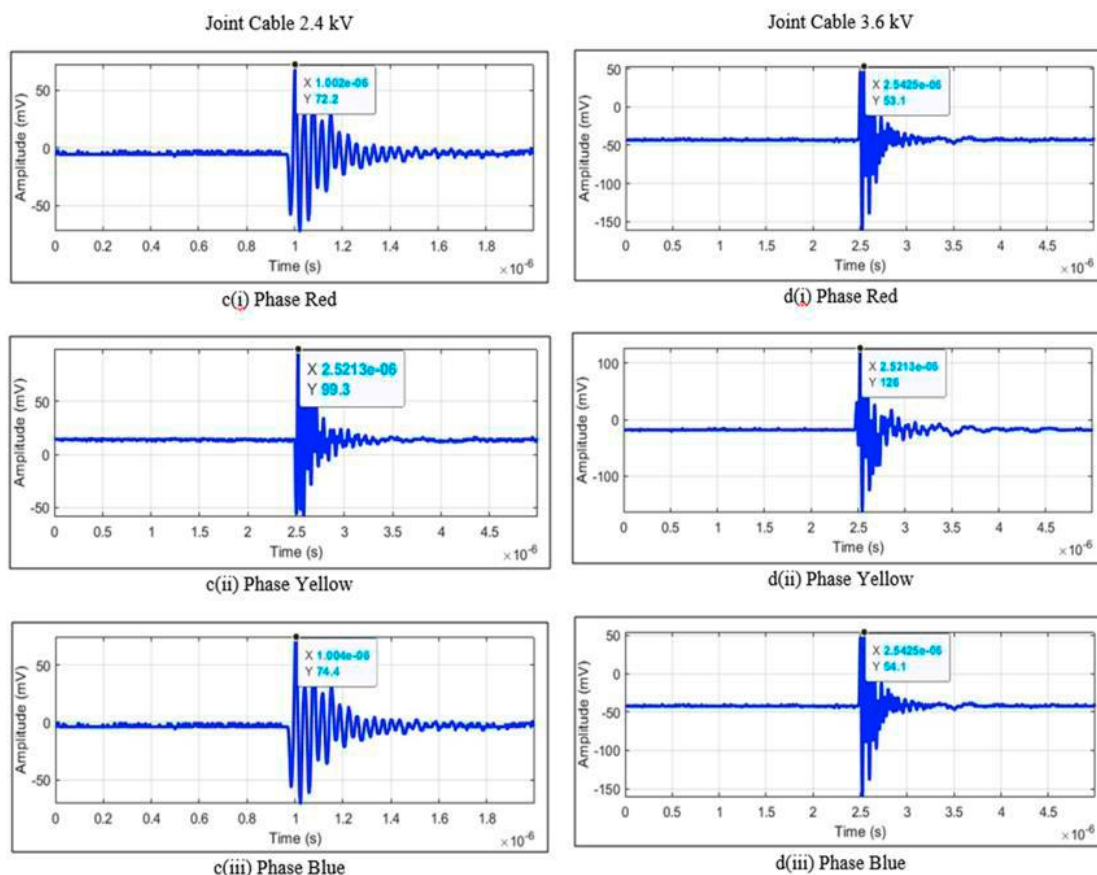 Joint Cable 2.4 kV
Joint Cable 3.6 kV
Amplitude (mV)
50
0
-50
X 1.002e-06
Y 72.2
0 0.2 0.4 0.6 0.8 1 1.2 1.4 1.6 1.8
Time (s)
×10⁻⁶
c(i) Phase Red
Amplitude (mV)
50
0
-50
-100
-150
X 2.5425e-06
Y 53.1
0 0.5 1 1.5 2 2.5 3 3.5 4 4.5
Time (s)
×10⁻⁶
d(i) Phase Red
Amplitude (mV)
50
0
-50
X 2.5213e-06
Y 99.3
0 0.5 1 1.5 2 2.5 3 3.5 4 4.5
Time (s)
×10⁻⁶
c(ii) Phase Yellow
Amplitude (mV)
100
0
-100
X 2.5213e-06
Y 126
0 0.5 1 1.5 2 2.5 3 3.5 4 4.5
Time (s)
×10⁻⁶
d(ii) Phase Yellow
Amplitude (mV)
50
0
-50
X 1.004e-06
Y 74.4
0 0.2 0.4 0.6 0.8 1 1.2 1.4 1.6 1.8
Time (s)
×10⁻⁶
c(iii) Phase Blue
Amplitude (mV)
50
0
-50
-100
-150
X 2.5425e-06
Y 54.1
0 0.5 1 1.5 2 2.5 3 3.5 4 4.5
Time (s)
×10⁻⁶
d(iii) Phase Blue